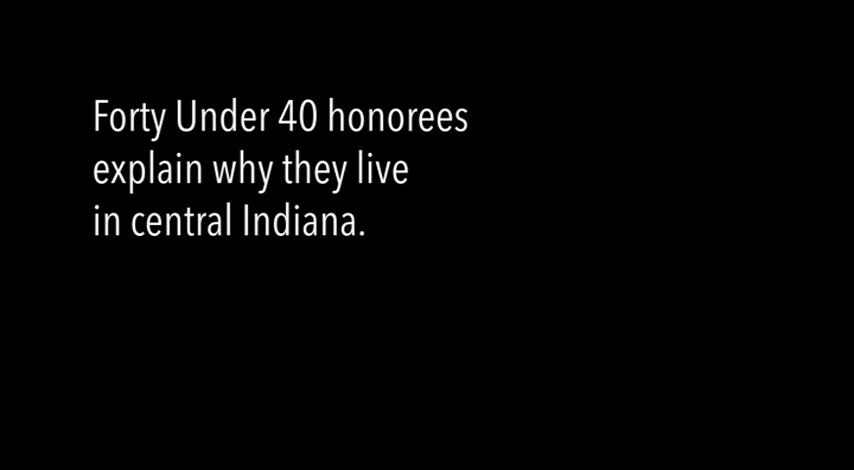 Forty Under 40 honorees
explain why they live
in central Indiana.